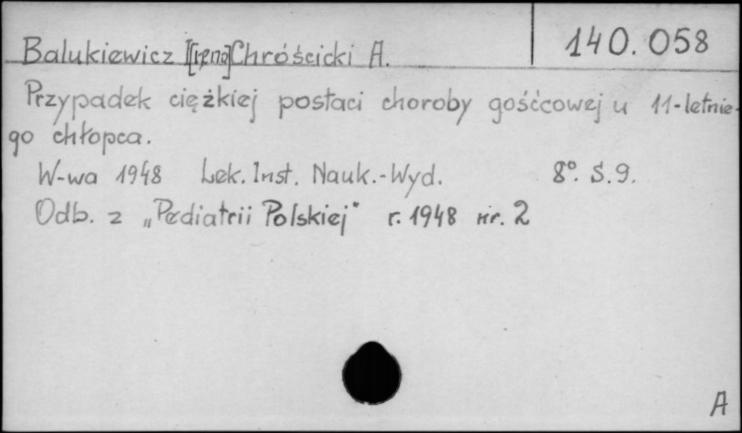 Balukiewicz I[rena] Chróścicki A.
140.058
Przypadek ciężkiej postaci choroby gośćcowej u 11-letnie-
go chłopca.
W-wa 1948 Lek. Inst. Nauk.-Wyd. 8°. S.9.
Odb. z „Pediatrii Polskiej" r. 1948 nr. 2
A